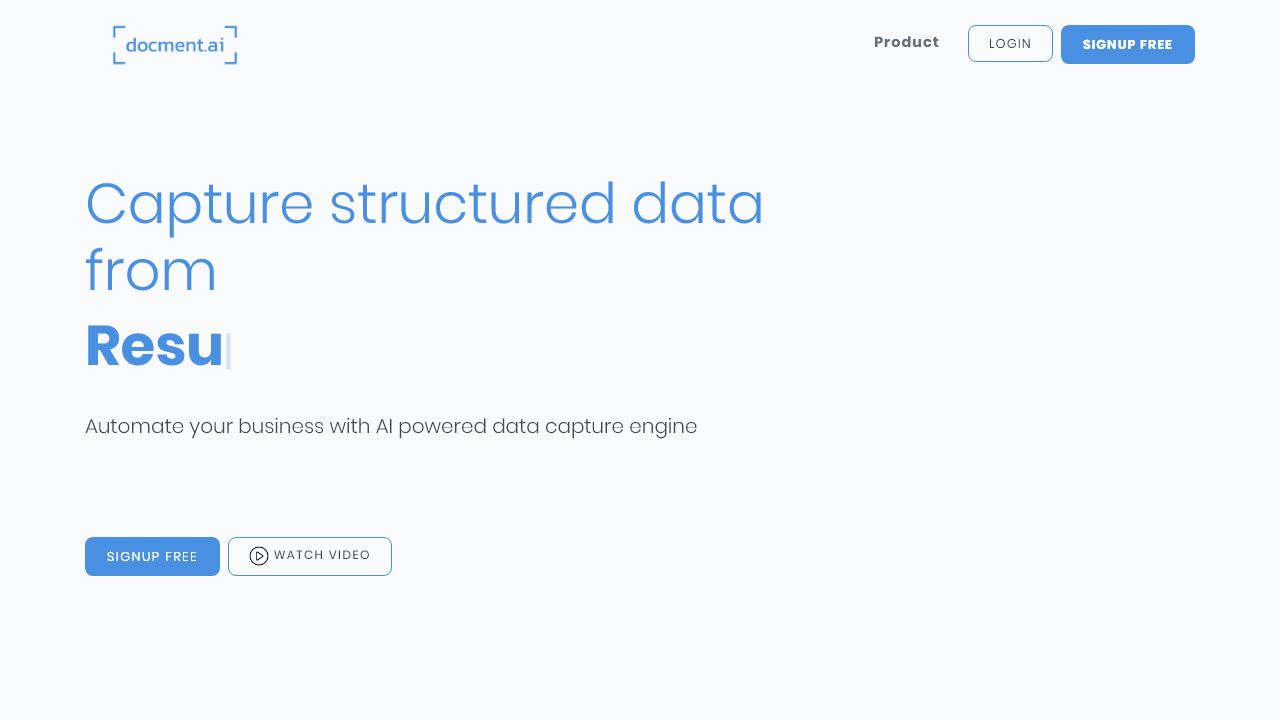 docment.ai
Product
LOGIN
SIGNUP FREE
Capture structured data
from
Resu
Automate your business with AI powered data capture engine
SIGNUP FREE
WATCH VIDEO